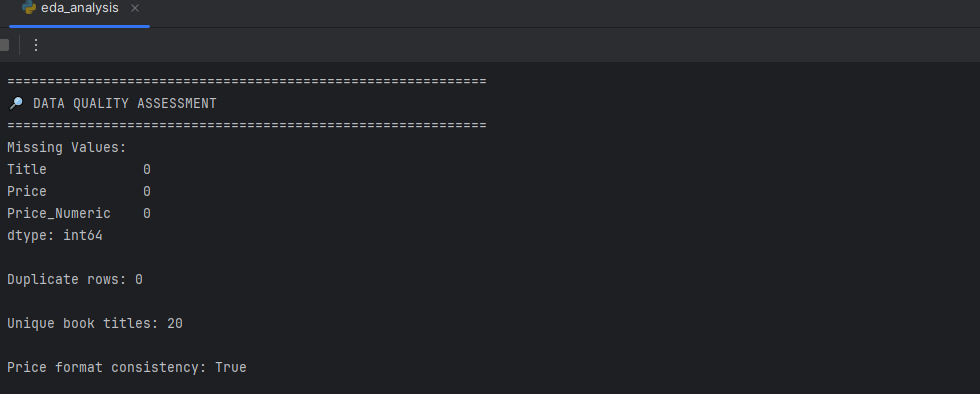 eda_analysis
============================================================
🔎 DATA QUALITY ASSESSMENT
============================================================
Missing Values:
Title            0
Price            0
Price_Numeric    0
dtype: int64
Duplicate rows: 0
Unique book titles: 20
Price format consistency: True